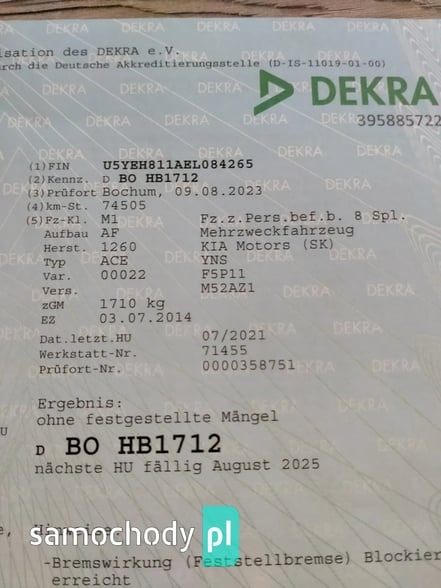 isation des DEKRA e.V.
urch die Deutsche Akkreditierungsstelle (D-IS-11019-01-00)
DEKRA
395885722
(1) FIN U5YEH811AEL084265
(2) Kennz. D BO HB1712
(3) Prüfort Bochum, 09.08.2023
(4) km-St. 74505
(5) Fz-Kl. M1 Fz.z.Pers.bef.b. 8 Spl.
Aufbau AF Mehrzweckfahrzeug
Herst. 1260 KIA Motors (SK)
Typ ACE YNS
Var. 00022 F5P11
Vers. M52AZ1
zGM 1710 kg
EZ 03.07.2014
Dat.letzt.HU 07/2021
Werkstatt-Nr. 71455
Prüfort-Nr. 0000358751
Ergebnis:
ohne festgestellte Mängel
U
D BO HB1712
nächste HU fällig August 2025
samochody pl
-Bremswirkung (Feststellbremse) Blockier
erreicht